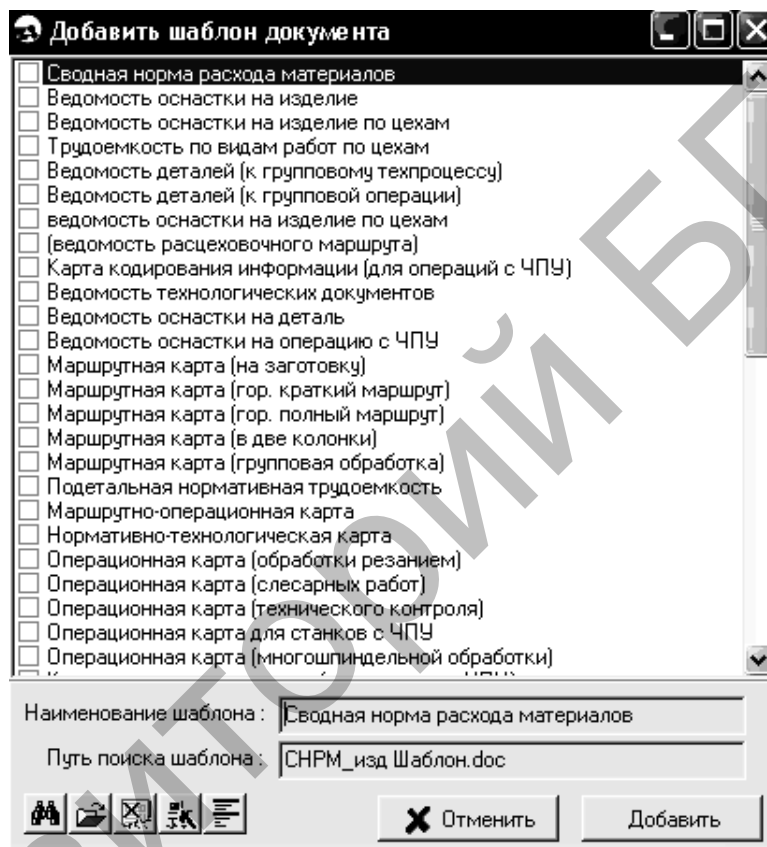 Добавить шаблон документа
Сводная норма расхода материалов
Ведомость оснастки на изделие
Ведомость оснастки на изделие по цехам
Трудоемкость по видам работ по цехам
Ведомость деталей (к групповому техпроцессу)
Ведомость деталей (к групповой операции)
ведомость оснастки на изделие по цехам
(ведомость расцеховочного маршрута)
Карта кодирования информации (для операций с ЧПУ)
Ведомость технологических документов
Ведомость оснастки на деталь
Ведомость оснастки на операцию с ЧПУ
Маршрутная карта (на заготовку)
Маршрутная карта (гор. краткий маршрут)
Маршрутная карта (гор. полный маршрут)
Маршрутная карта (в две колонки)
Маршрутная карта (групповая обработка)
Подетальная нормативная трудоемкость
Маршрутно-операционная карта
Нормативно-технологическая карта
Операционная карта (обработки резанием)
Операционная карта (слесарных работ)
Операционная карта (технического контроля)
Операционная карта для станков с ЧПУ
Операционная карта (многошпиндельной обработки)
Наименование шаблона : Сводная норма расхода материалов
Путь поиска шаблона : СНРМ_изд Шаблон.doc
Отменить Добавить